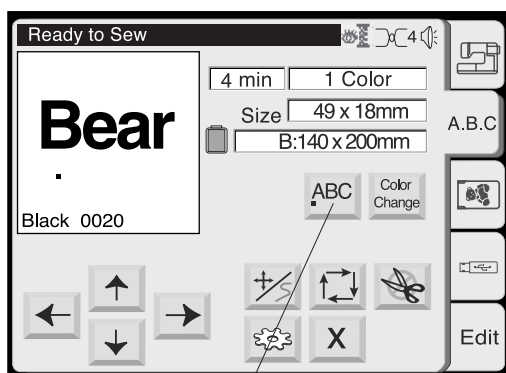 Ready to Sew
4
4 min
1 Color
Size
49 x 18mm
B:140 x 200mm
Bear
Black 0020
ABC
Color
Change
S
X
A.B.C
Edit